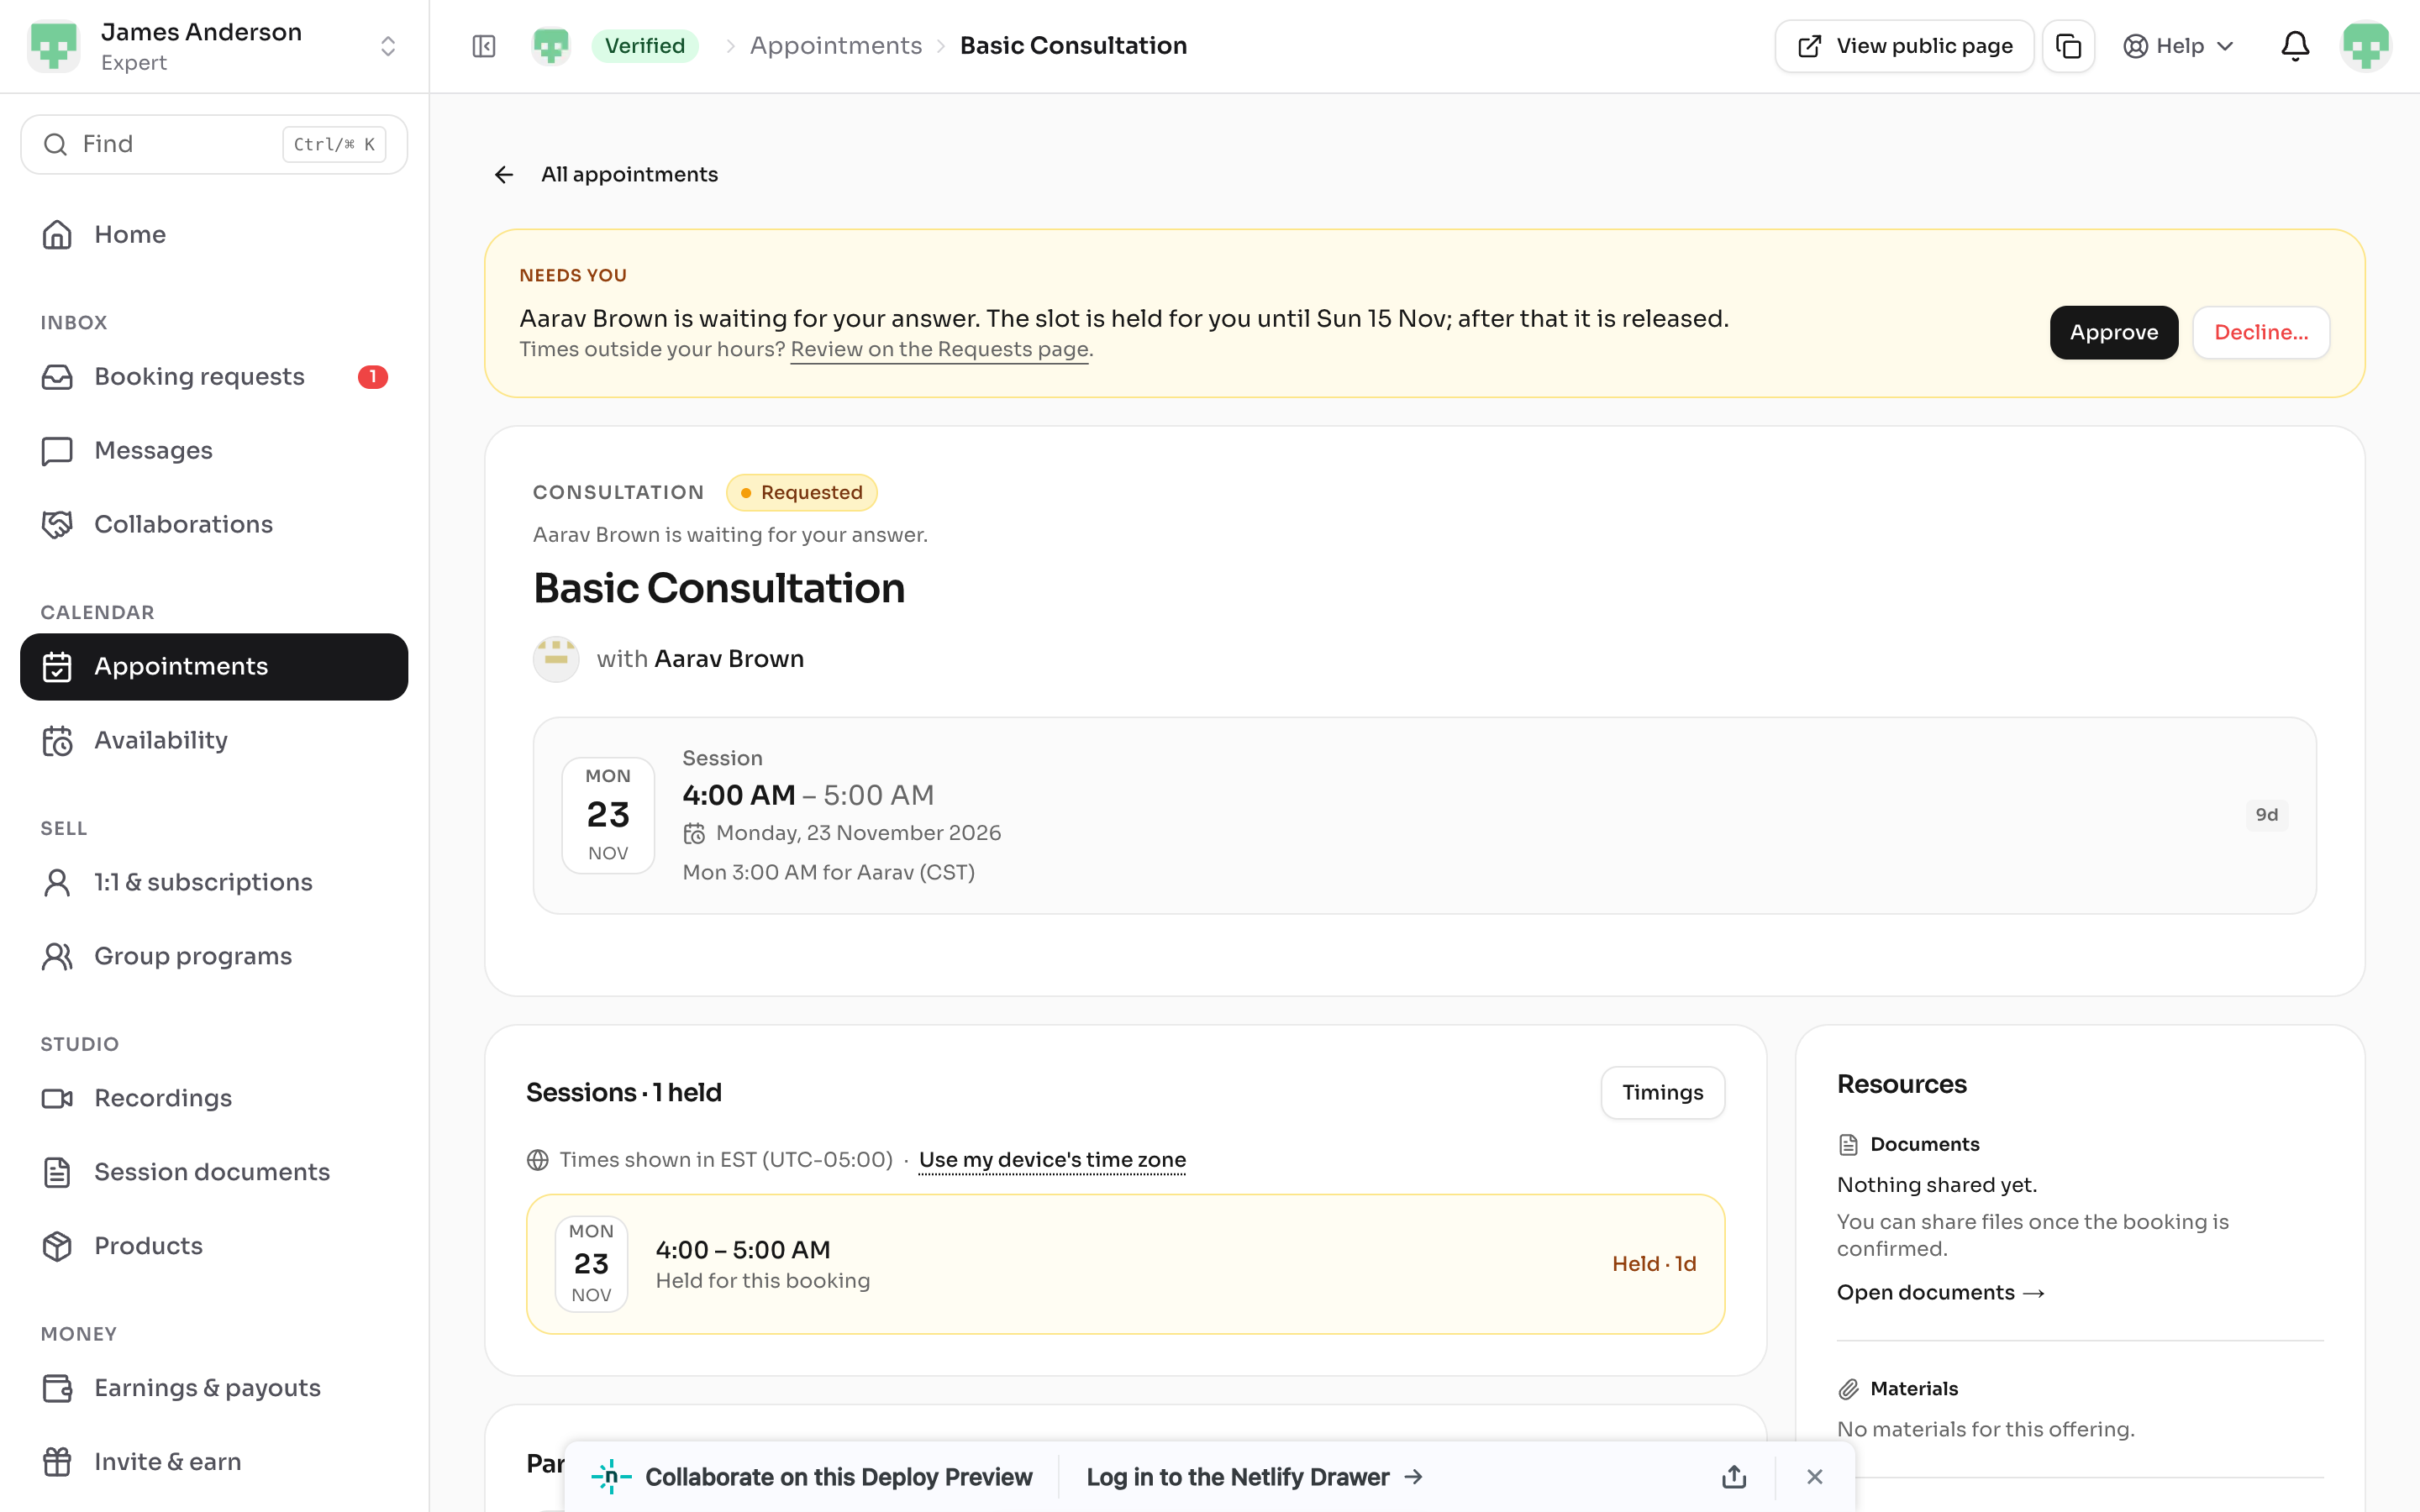 James Anderson
Expert
Verified
Appointments
Basic Consultation
View public page
Help
Find
Ctrl/⌘ K
Home
INBOX
Booking requests
1
Messages
Collaborations
CALENDAR
Appointments
Availability
SELL
1:1 & subscriptions
Group programs
STUDIO
Recordings
Session documents
Products
MONEY
Earnings & payouts
Invite & earn
All appointments
NEEDS YOU
Aarav Brown is waiting for your answer. The slot is held for you until Sun 15 Nov; after that it is released.
Times outside your hours? Review on the Requests page.
Approve
Decline...
CONSULTATION
Requested
Aarav Brown is waiting for your answer.
Basic Consultation
with Aarav Brown
MON
23
NOV
Session
4:00 AM – 5:00 AM
Monday, 23 November 2026
Mon 3:00 AM for Aarav (CST)
9d
Sessions · 1 held
Timings
Times shown in EST (UTC-05:00) · Use my device's time zone
MON
23
NOV
4:00 – 5:00 AM
Held for this booking
Held · 1d
Resources
Documents
Nothing shared yet.
You can share files once the booking is
confirmed.
Open documents →
Materials
No materials for this offering.
Par
Collaborate on this Deploy Preview
Log in to the Netlify Drawer →